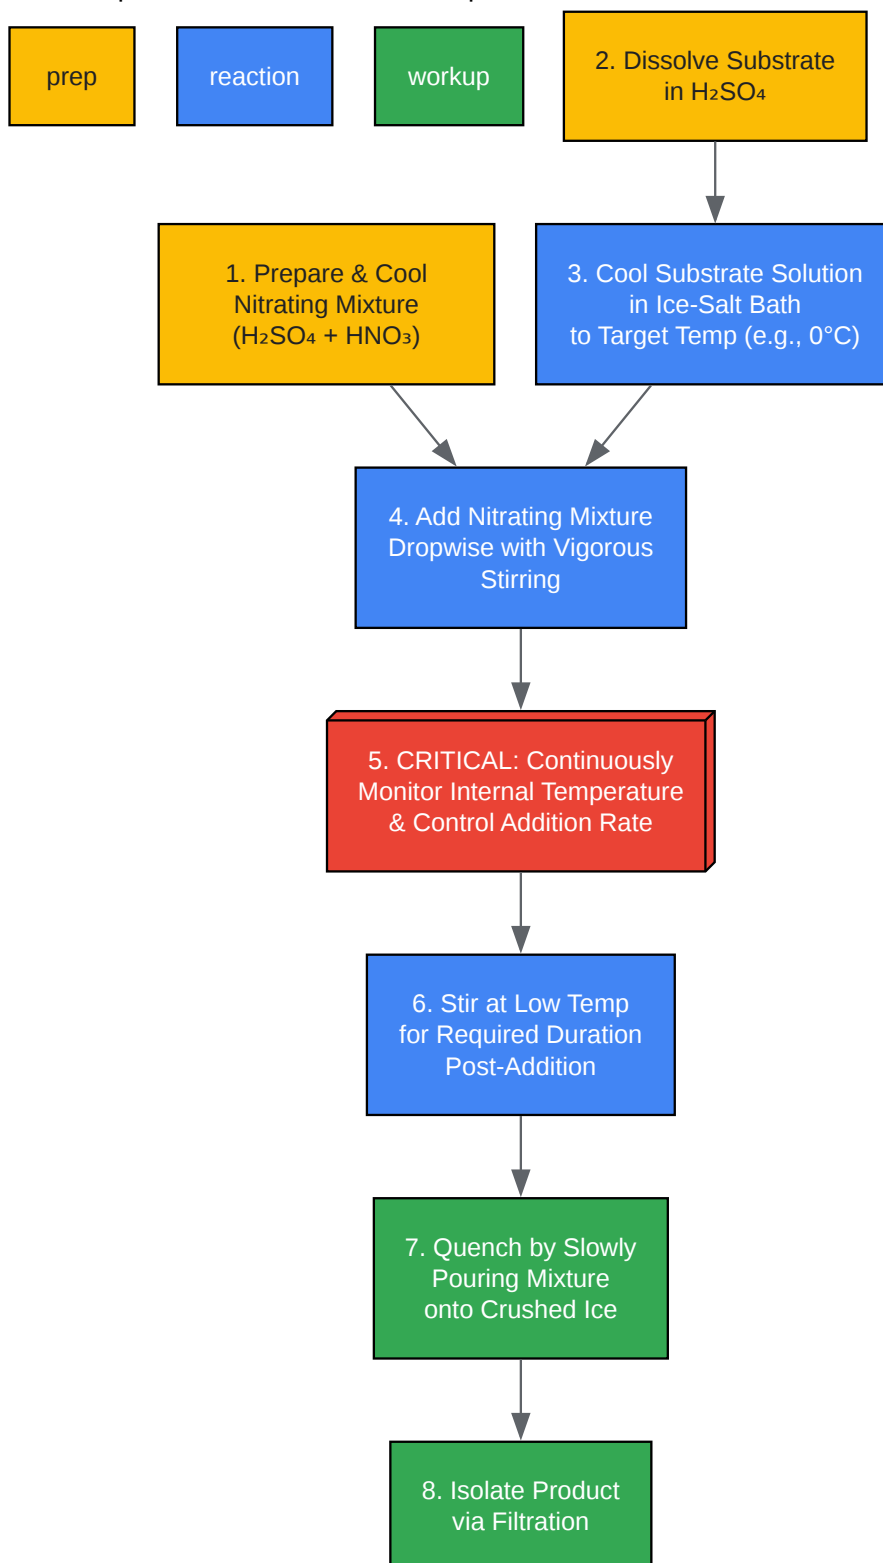 prep
reaction
workup
2. Dissolve Substrate
in H₂SO₄
1. Prepare & Cool
Nitrating Mixture
(H₂SO₄ + HNO₃)
3. Cool Substrate Solution
in Ice-Salt Bath
to Target Temp (e.g., 0°C)
4. Add Nitrating Mixture
Dropwise with Vigorous
Stirring
5. CRITICAL: Continuously
Monitor Internal Temperature
& Control Addition Rate
6. Stir at Low Temp
for Required Duration
Post-Addition
7. Quench by Slowly
Pouring Mixture
onto Crushed Ice
8. Isolate Product
via Filtration